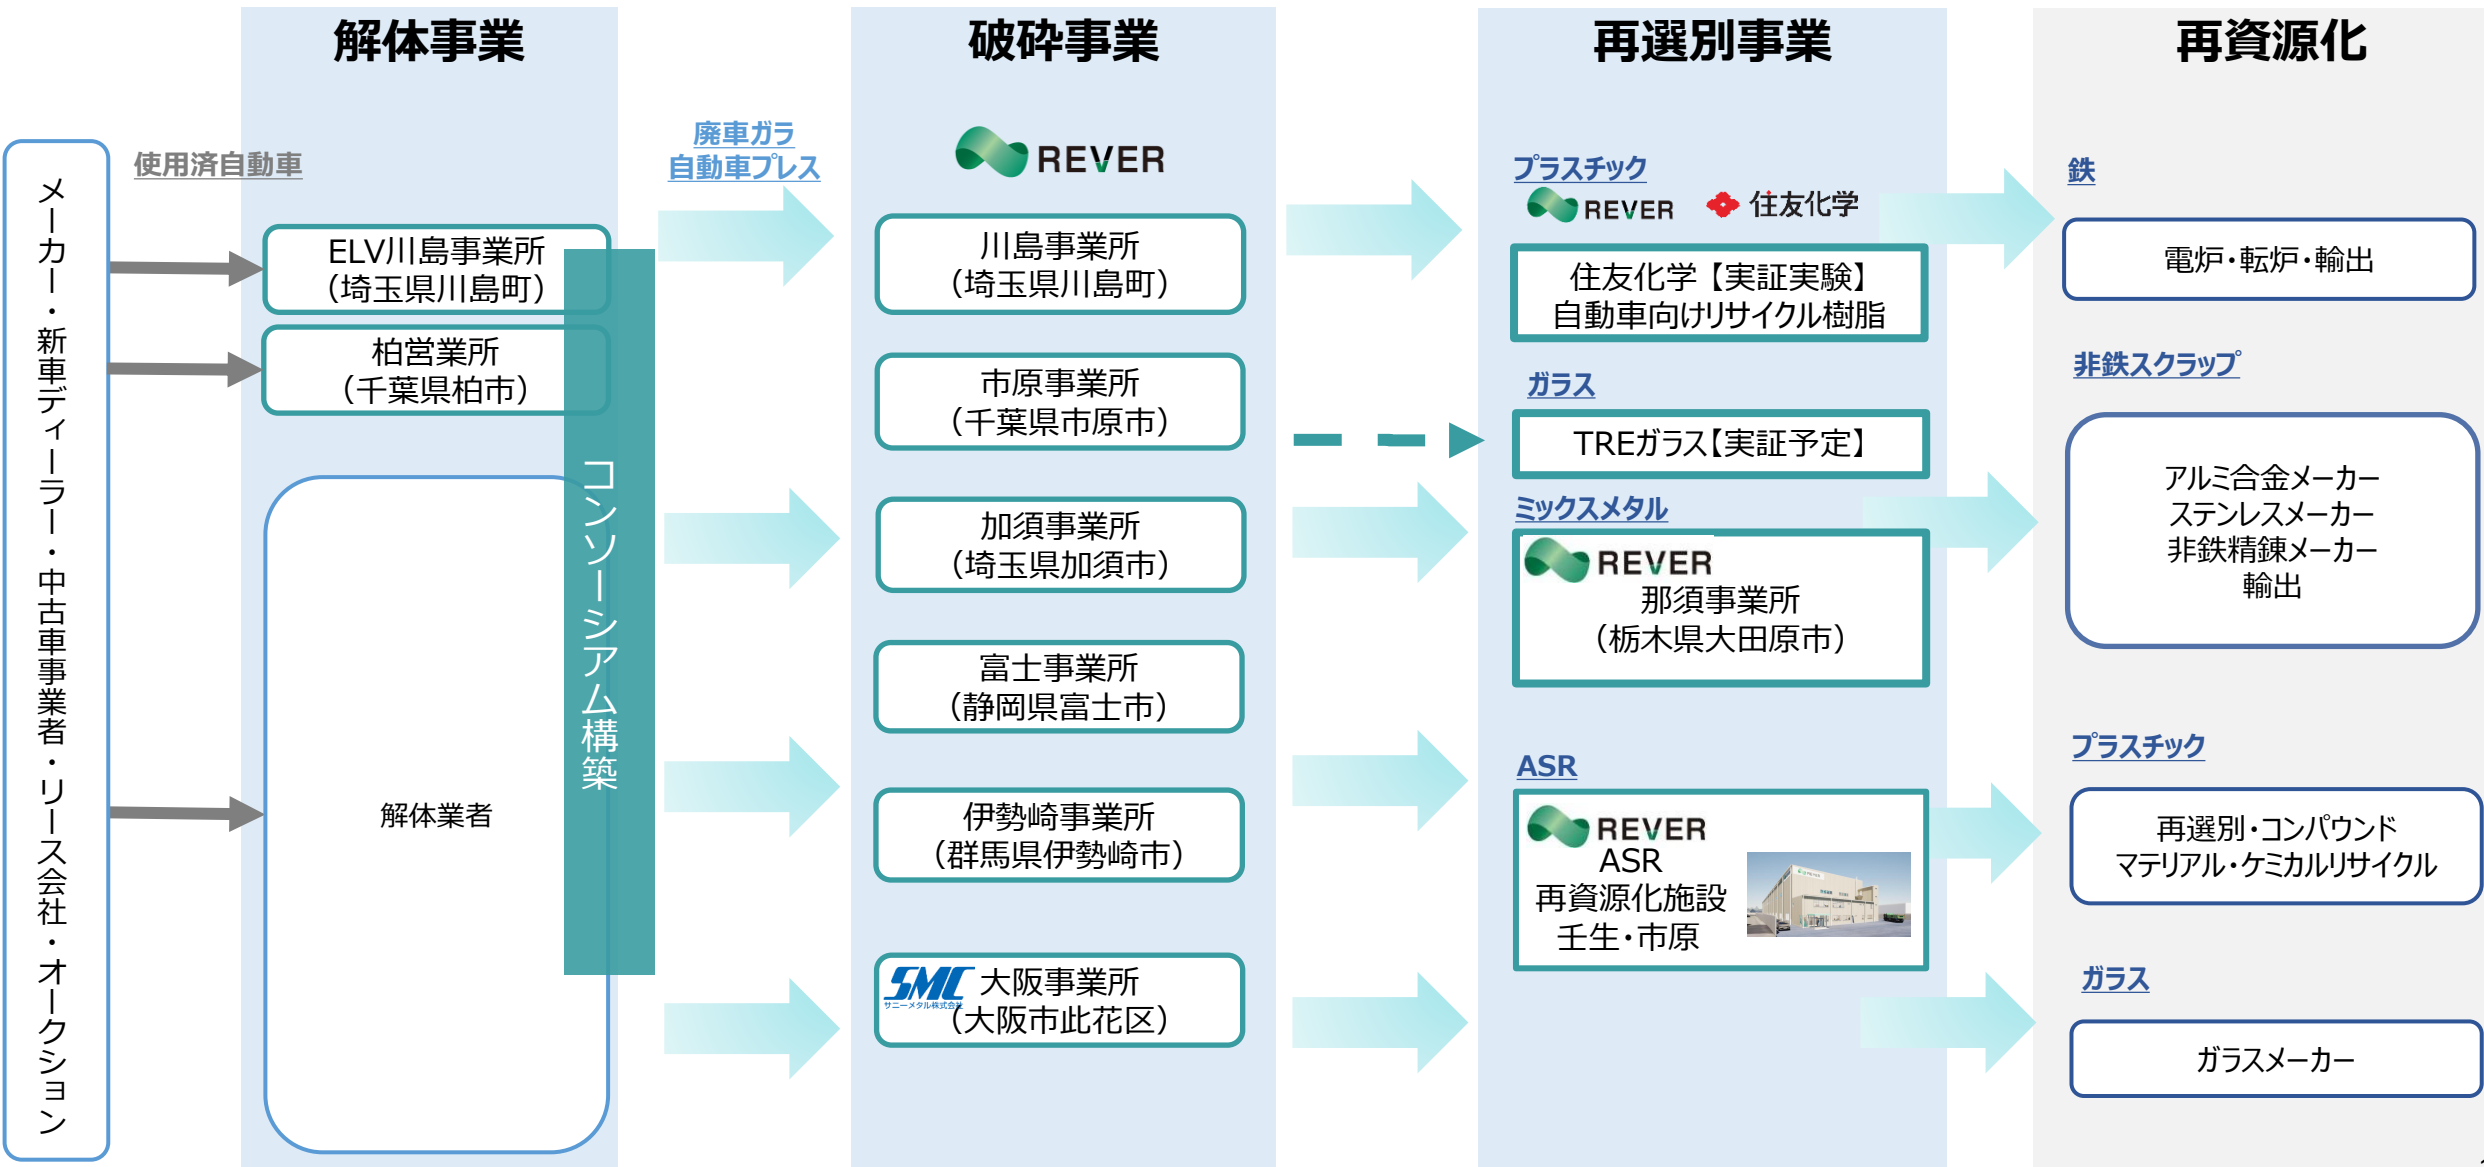 解体事業
破砕事業
再選別事業
再資源化
メーカー・新車ディーラー・中古車事業者・リース会社・オークション
使用済自動車
ELV川島事業所
（埼玉県川島町）
柏営業所
（千葉県柏市）
解体業者
コンソーシアム構築
廃車ガラ
自動車プレス
REVER
川島事業所
（埼玉県川島町）
市原事業所
（千葉県市原市）
加須事業所
（埼玉県加須市）
富士事業所
（静岡県富士市）
伊勢崎事業所
（群馬県伊勢崎市）
SMC
サニーメタル株式会社
大阪事業所
（大阪市此花区）
プラスチック
REVER
住友化学
住友化学【実証実験】
自動車向けリサイクル樹脂
ガラス
TREガラス【実証予定】
ミックスメタル
REVER
那須事業所
（栃木県大田原市）
ASR
REVER
ASR
再資源化施設
壬生・市原
鉄
電炉・転炉・輸出
非鉄スクラップ
アルミ合金メーカー
ステンレスメーカー
非鉄精錬メーカー
輸出
プラスチック
再選別・コンパウンド
マテリアル・ケミカルリサイクル
ガラス
ガラスメーカー